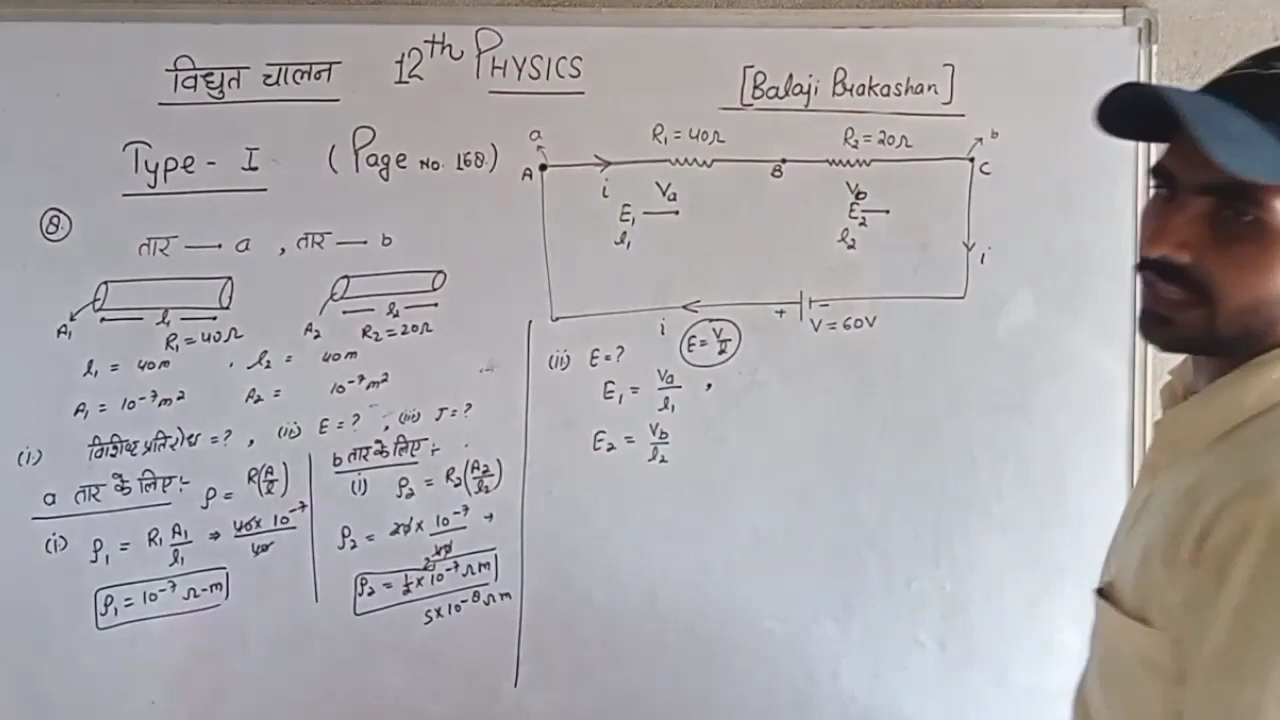 विधुत चालन 12th PHYSICS [Balaji Prakashan]
Type - I (Page No. 168.)
8.
तार — a , तार — b
A₁ l₁ R₁ = 40Ω
A₂ l₂ R₂ = 20Ω
l₁ = 40m , l₂ = 40m
A₁ = 10⁻⁷m² A₂ = 10⁻⁷m²
(i.) विशिष्ट प्रतिरोध = ? , (ii) E = ? , (iii) J = ?
a तार के लिए :- ρ = R(A/l)
(i) ρ₁ = R₁ A₁/l₁ ⇒ 40 × 10⁻⁷/40
ρ₁ = 10⁻⁷ Ω-m
b तार के लिए :-
(i) ρ₂ = R₂(A₂/l₂)
ρ₂ = 20 × 10⁻⁷/40
2
ρ₂ = 1/2 × 10⁻⁷ Ω m
5 × 10⁻⁸ Ω m
a R₁ = 40Ω R₂ = 20Ω b
A B C
i Va Vb
E₁ E₂
l₁ l₂
i
+ -
i V = 60V
(ii) E = ? E = V/l
E₁ = Va/l₁ ,
E₂ = Vb/l₂